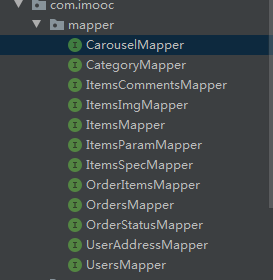 com.imooc
mapper
CarouselMapper
CategoryMapper
ItemsCommentsMapper
ItemsImgMapper
ItemsMapper
ItemsParamMapper
ItemsSpecMapper
OrderItemsMapper
OrdersMapper
OrderStatusMapper
UserAddressMapper
UsersMapper